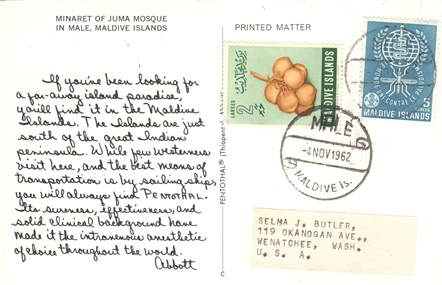 MINARET OF JUMA MOSQUE
IN MALE, MALDIVE ISLANDS
PRINTED MATTER
If you've been looking for
a far-away island paradise,
you'll find it in the Maldive
Islands. The Islands are just
south of the great Indian
peninsula. While few westerners
visit here, and the best means of
transportation is by sailing ship,
you will always find PENTOTHAL.
Its sureness, effectiveness, and
solid clinical background have
made it the intravenous anesthetic
of choice throughout the world.
Abbott
PENTOTHAL® (Thiopental
2
LAREES
MALDIVE ISLANDS
5
MALDIVE ISLANDS
MALE
-4 NOV 1962
MALDIVE IS.
SELMA J. BUTLER,
119 OKANOGAN AVE.,
WENATCHEE, WASH.
U. S. A.